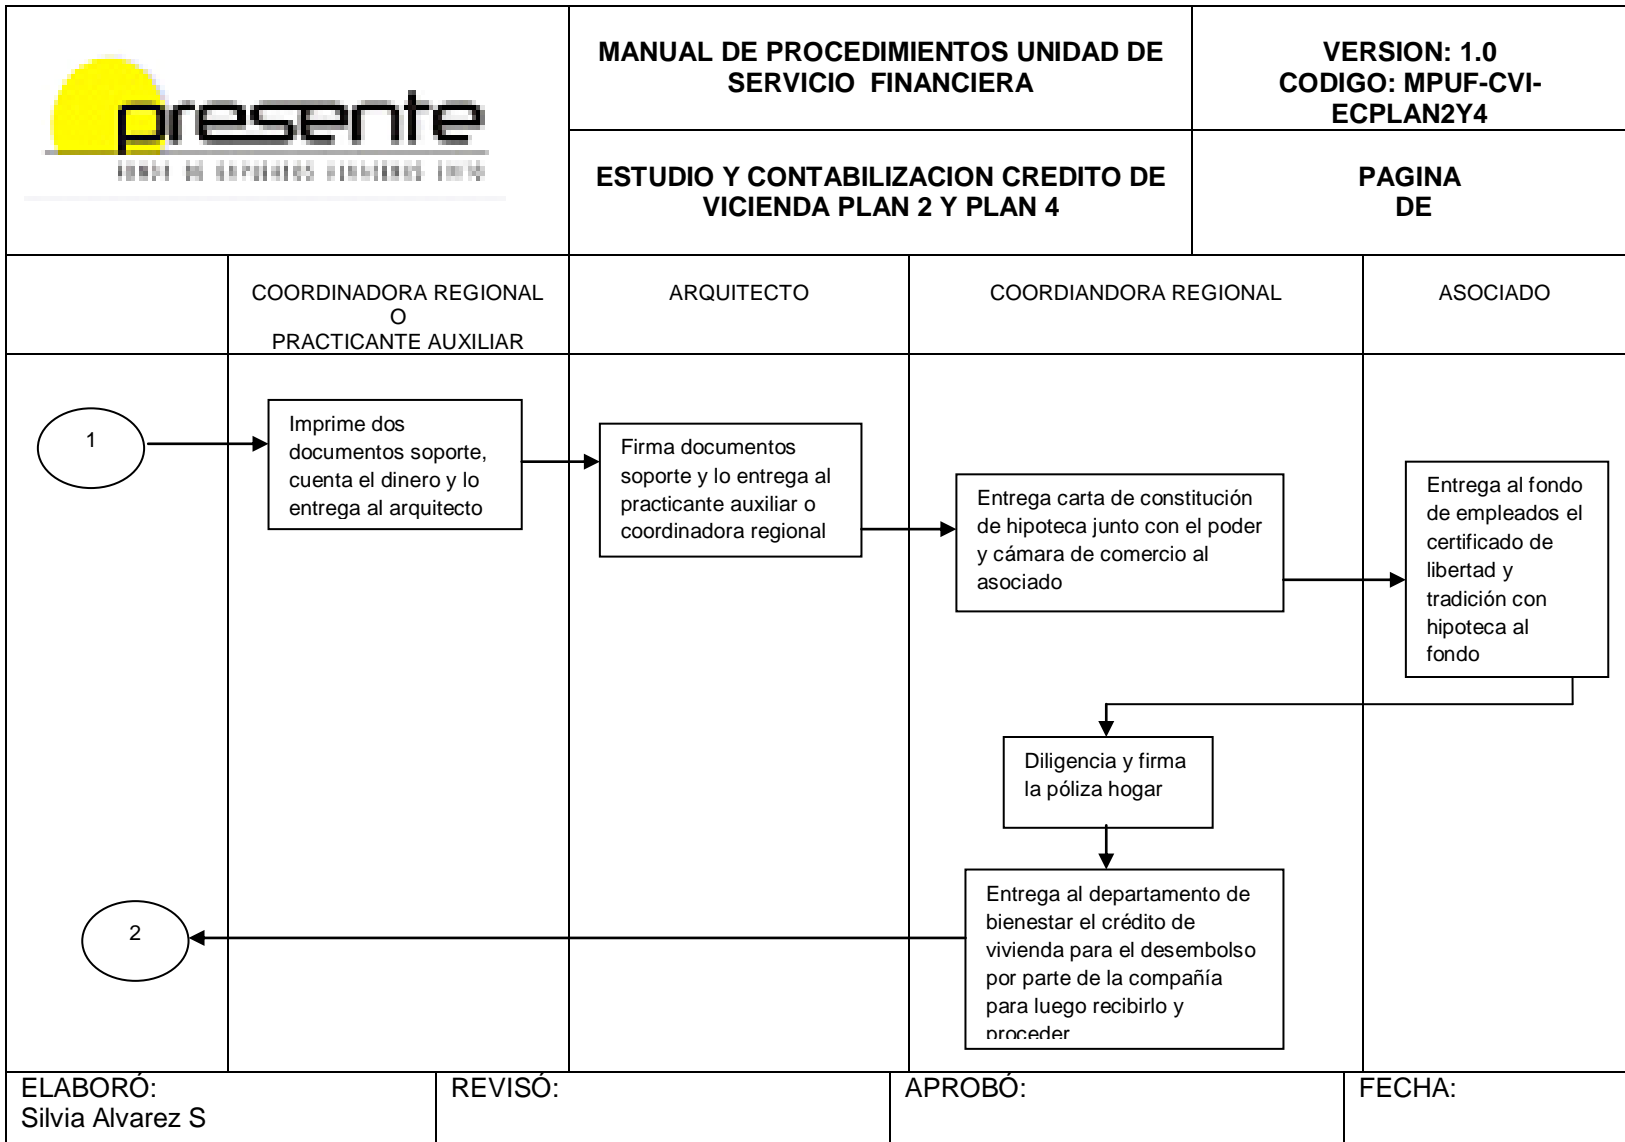 presente
MANUAL DE PROCEDIMIENTOS UNIDAD DE
SERVICIO FINANCIERA
VERSION: 1.0
CODIGO: MPUF-CVI-
ECPLAN2Y4
ESTUDIO Y CONTABILIZACION CREDITO DE
VICIENDA PLAN 2 Y PLAN 4
PAGINA
DE
COORDINADORA REGIONAL
O
PRACTICANTE AUXILIAR
ARQUITECTO
COORDIANDORA REGIONAL
ASOCIADO
1
Imprime dos
documentos soporte,
cuenta el dinero y lo
entrega al arquitecto
Firma documentos
soporte y lo entrega al
practicante auxiliar o
coordinadora regional
Entrega carta de constitución
de hipoteca junto con el poder
y cámara de comercio al
asociado
Entrega al fondo
de empleados el
certificado de
libertad y
tradición con
hipoteca al
fondo
Diligencia y firma
la póliza hogar
Entrega al departamento de
bienestar el crédito de
vivienda para el desembolso
por parte de la compañía
para luego recibirlo y
proceder
2
ELABORÓ:
Silvia Alvarez S
REVISÓ:
APROBÓ:
FECHA: